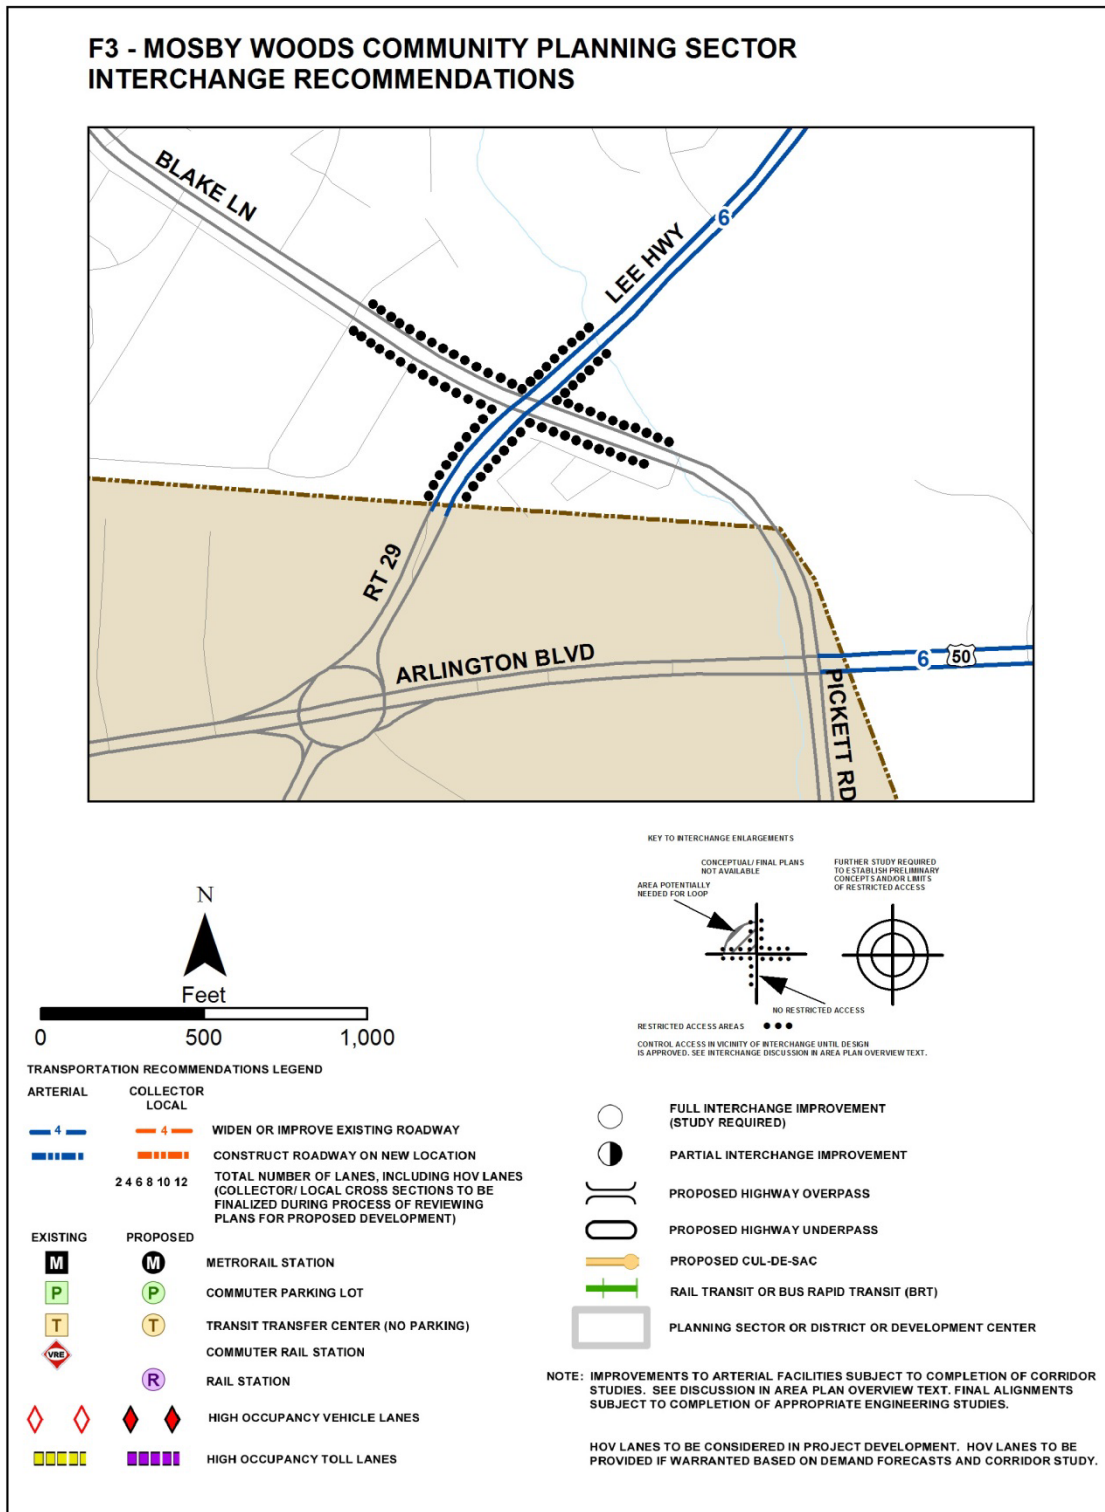 F3 - MOSBY WOODS COMMUNITY PLANNING SECTOR
INTERCHANGE RECOMMENDATIONS
BLAKE LN
LEE HWY
6
RT 29
ARLINGTON BLVD
6
50
PICKETT RD
N
Feet
0
500
1,000
KEY TO INTERCHANGE ENLARGEMENTS
CONCEPTUAL/ FINAL PLANS
NOT AVAILABLE
AREA POTENTIALLY
NEEDED FOR LOOP
FURTHER STUDY REQUIRED
TO ESTABLISH PRELIMINARY
CONCEPTS AND/OR LIMITS
OF RESTRICTED ACCESS
NO RESTRICTED ACCESS
RESTRICTED ACCESS AREAS
CONTROL ACCESS IN VICINITY OF INTERCHANGE UNTIL DESIGN
IS APPROVED. SEE INTERCHANGE DISCUSSION IN AREA PLAN OVERVIEW TEXT.
TRANSPORTATION RECOMMENDATIONS LEGEND
ARTERIAL
COLLECTOR
LOCAL
4
4
WIDEN OR IMPROVE EXISTING ROADWAY
CONSTRUCT ROADWAY ON NEW LOCATION
2 4 6 8 10 12
TOTAL NUMBER OF LANES, INCLUDING HOV LANES
(COLLECTOR/ LOCAL CROSS SECTIONS TO BE
FINALIZED DURING PROCESS OF REVIEWING
PLANS FOR PROPOSED DEVELOPMENT)
EXISTING
PROPOSED
M
M
METRORAIL STATION
P
P
COMMUTER PARKING LOT
T
T
TRANSIT TRANSFER CENTER (NO PARKING)
VRE
COMMUTER RAIL STATION
R
RAIL STATION
HIGH OCCUPANCY VEHICLE LANES
HIGH OCCUPANCY TOLL LANES
FULL INTERCHANGE IMPROVEMENT
(STUDY REQUIRED)
PARTIAL INTERCHANGE IMPROVEMENT
PROPOSED HIGHWAY OVERPASS
PROPOSED HIGHWAY UNDERPASS
PROPOSED CUL-DE-SAC
RAIL TRANSIT OR BUS RAPID TRANSIT (BRT)
PLANNING SECTOR OR DISTRICT OR DEVELOPMENT CENTER
NOTE: IMPROVEMENTS TO ARTERIAL FACILITIES SUBJECT TO COMPLETION OF CORRIDOR
STUDIES. SEE DISCUSSION IN AREA PLAN OVERVIEW TEXT. FINAL ALIGNMENTS
SUBJECT TO COMPLETION OF APPROPRIATE ENGINEERING STUDIES.
HOV LANES TO BE CONSIDERED IN PROJECT DEVELOPMENT. HOV LANES TO BE
PROVIDED IF WARRANTED BASED ON DEMAND FORECASTS AND CORRIDOR STUDY.